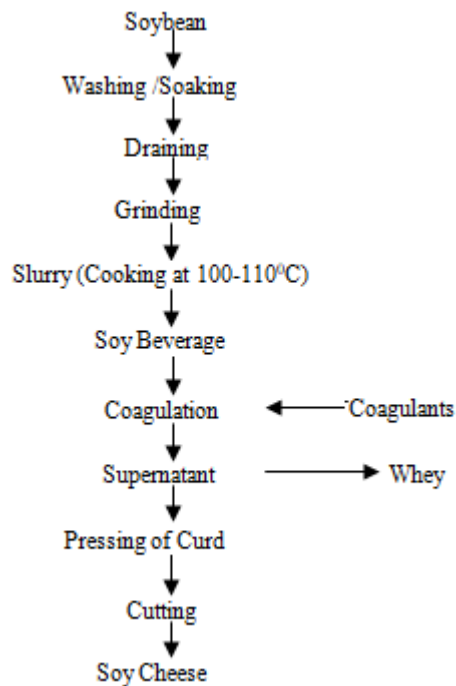 Soybean
Washing /Soaking
Draining
Grinding
Slurry (Cooking at 100-110⁰C)
Soy Beverage
Coagulation
Coagulants
Supernatant
Whey
Pressing of Curd
Cutting
Soy Cheese